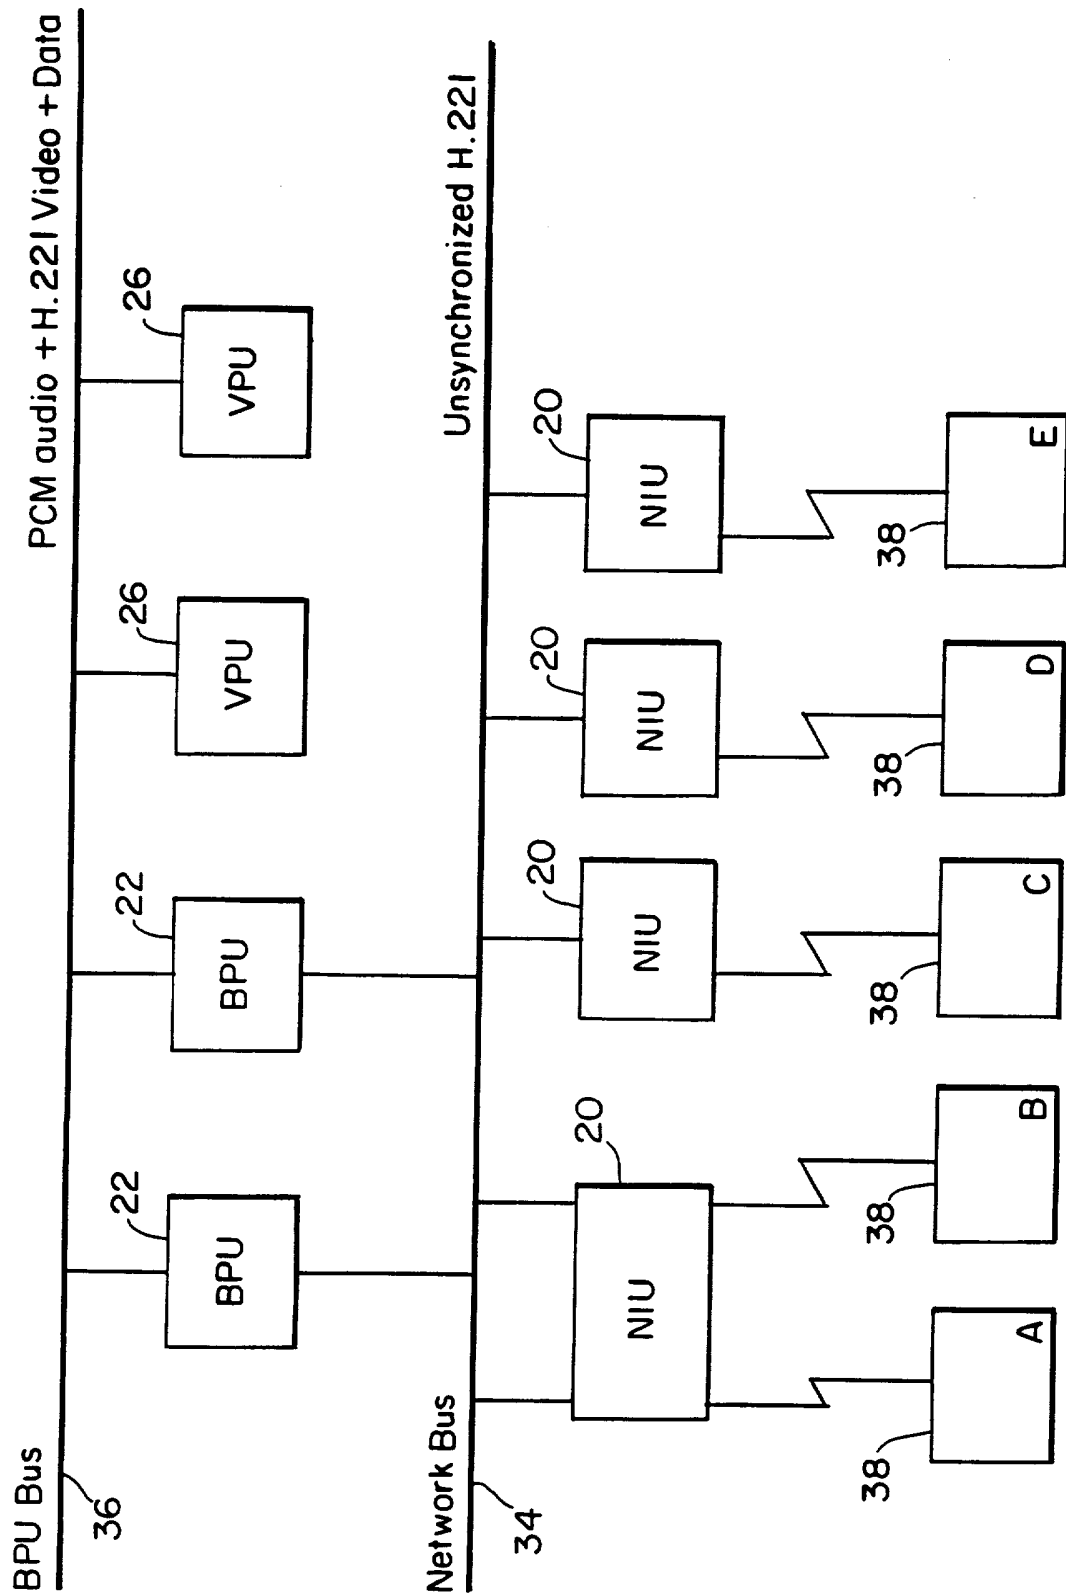 BPU Bus
PCM audio + H.221 Video + Data
36
22
22
26
26
BPU
BPU
VPU
VPU
Network Bus
Unsynchronized H.221
34
20
20
20
20
NIU
NIU
NIU
NIU
38
38
38
38
38
A
B
C
D
E